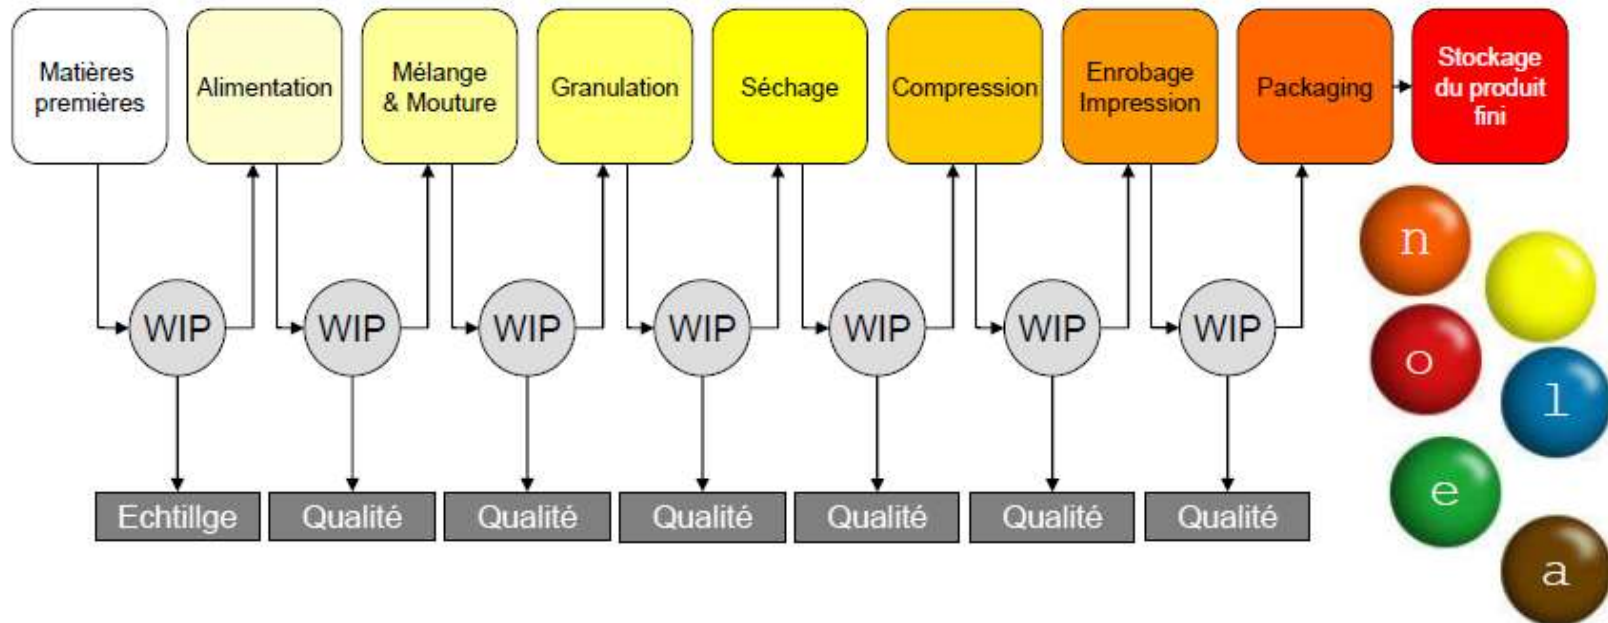 Matières
premières
Alimentation
Mélange
& Mouture
Granulation
Séchage
Compression
Enrobage
Impression
Packaging
Stockage
du produit
fini
WIP
WIP
WIP
WIP
WIP
WIP
WIP
Echtillge
Qualité
Qualité
Qualité
Qualité
Qualité
Qualité
n
o
l
e
a